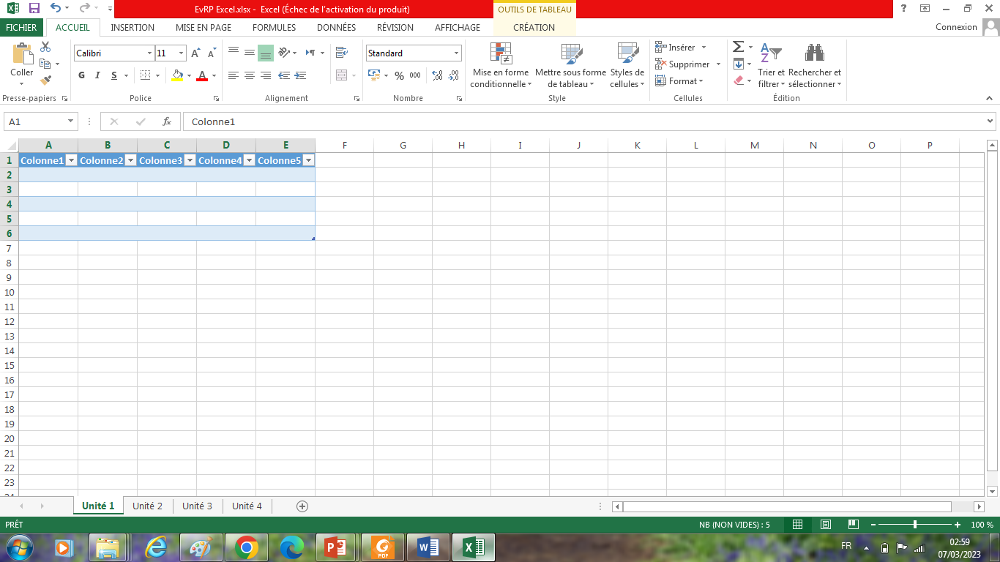 EvRP Excel.xlsx - Excel (Échec de l'activation du produit)
OUTILS DE TABLEAU
FICHIER ACCUEIL INSERTION MISE EN PAGE FORMULES DONNÉES RÉVISION AFFICHAGE CRÉATION Connexion
Coller
Calibri 11
Standard
G I S
% 000
Mise en forme conditionnelle
Mettre sous forme de tableau
Styles de cellules
Insérer
Supprimer
Format
Trier et filtrer
Rechercher et sélectionner
Presse-papiers Police Alignement Nombre Style Cellules Édition
A1 fx Colonne1
A B C D E F G H I J K L M N O P
1 Colonne1 Colonne2 Colonne3 Colonne4 Colonne5
2
3
4
5
6
7
8
9
10
11
12
13
14
15
16
17
18
19
20
21
22
23
24
Unité 1 Unité 2 Unité 3 Unité 4
PRÊT NB (NON VIDES) : 5 100 %
FR 02:59
07/03/2023